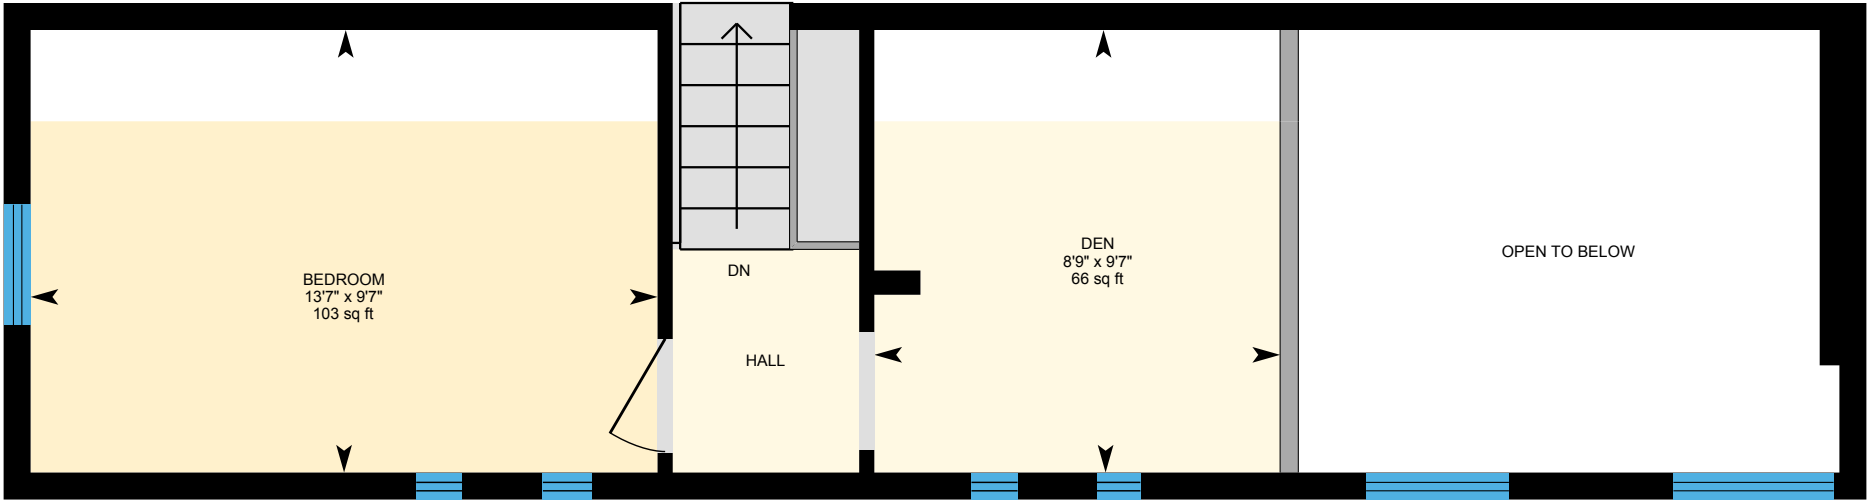 BEDROOM
13'7" x 9'7"
103 sq ft
DN
HALL
DEN
8'9" x 9'7"
66 sq ft
OPEN TO BELOW